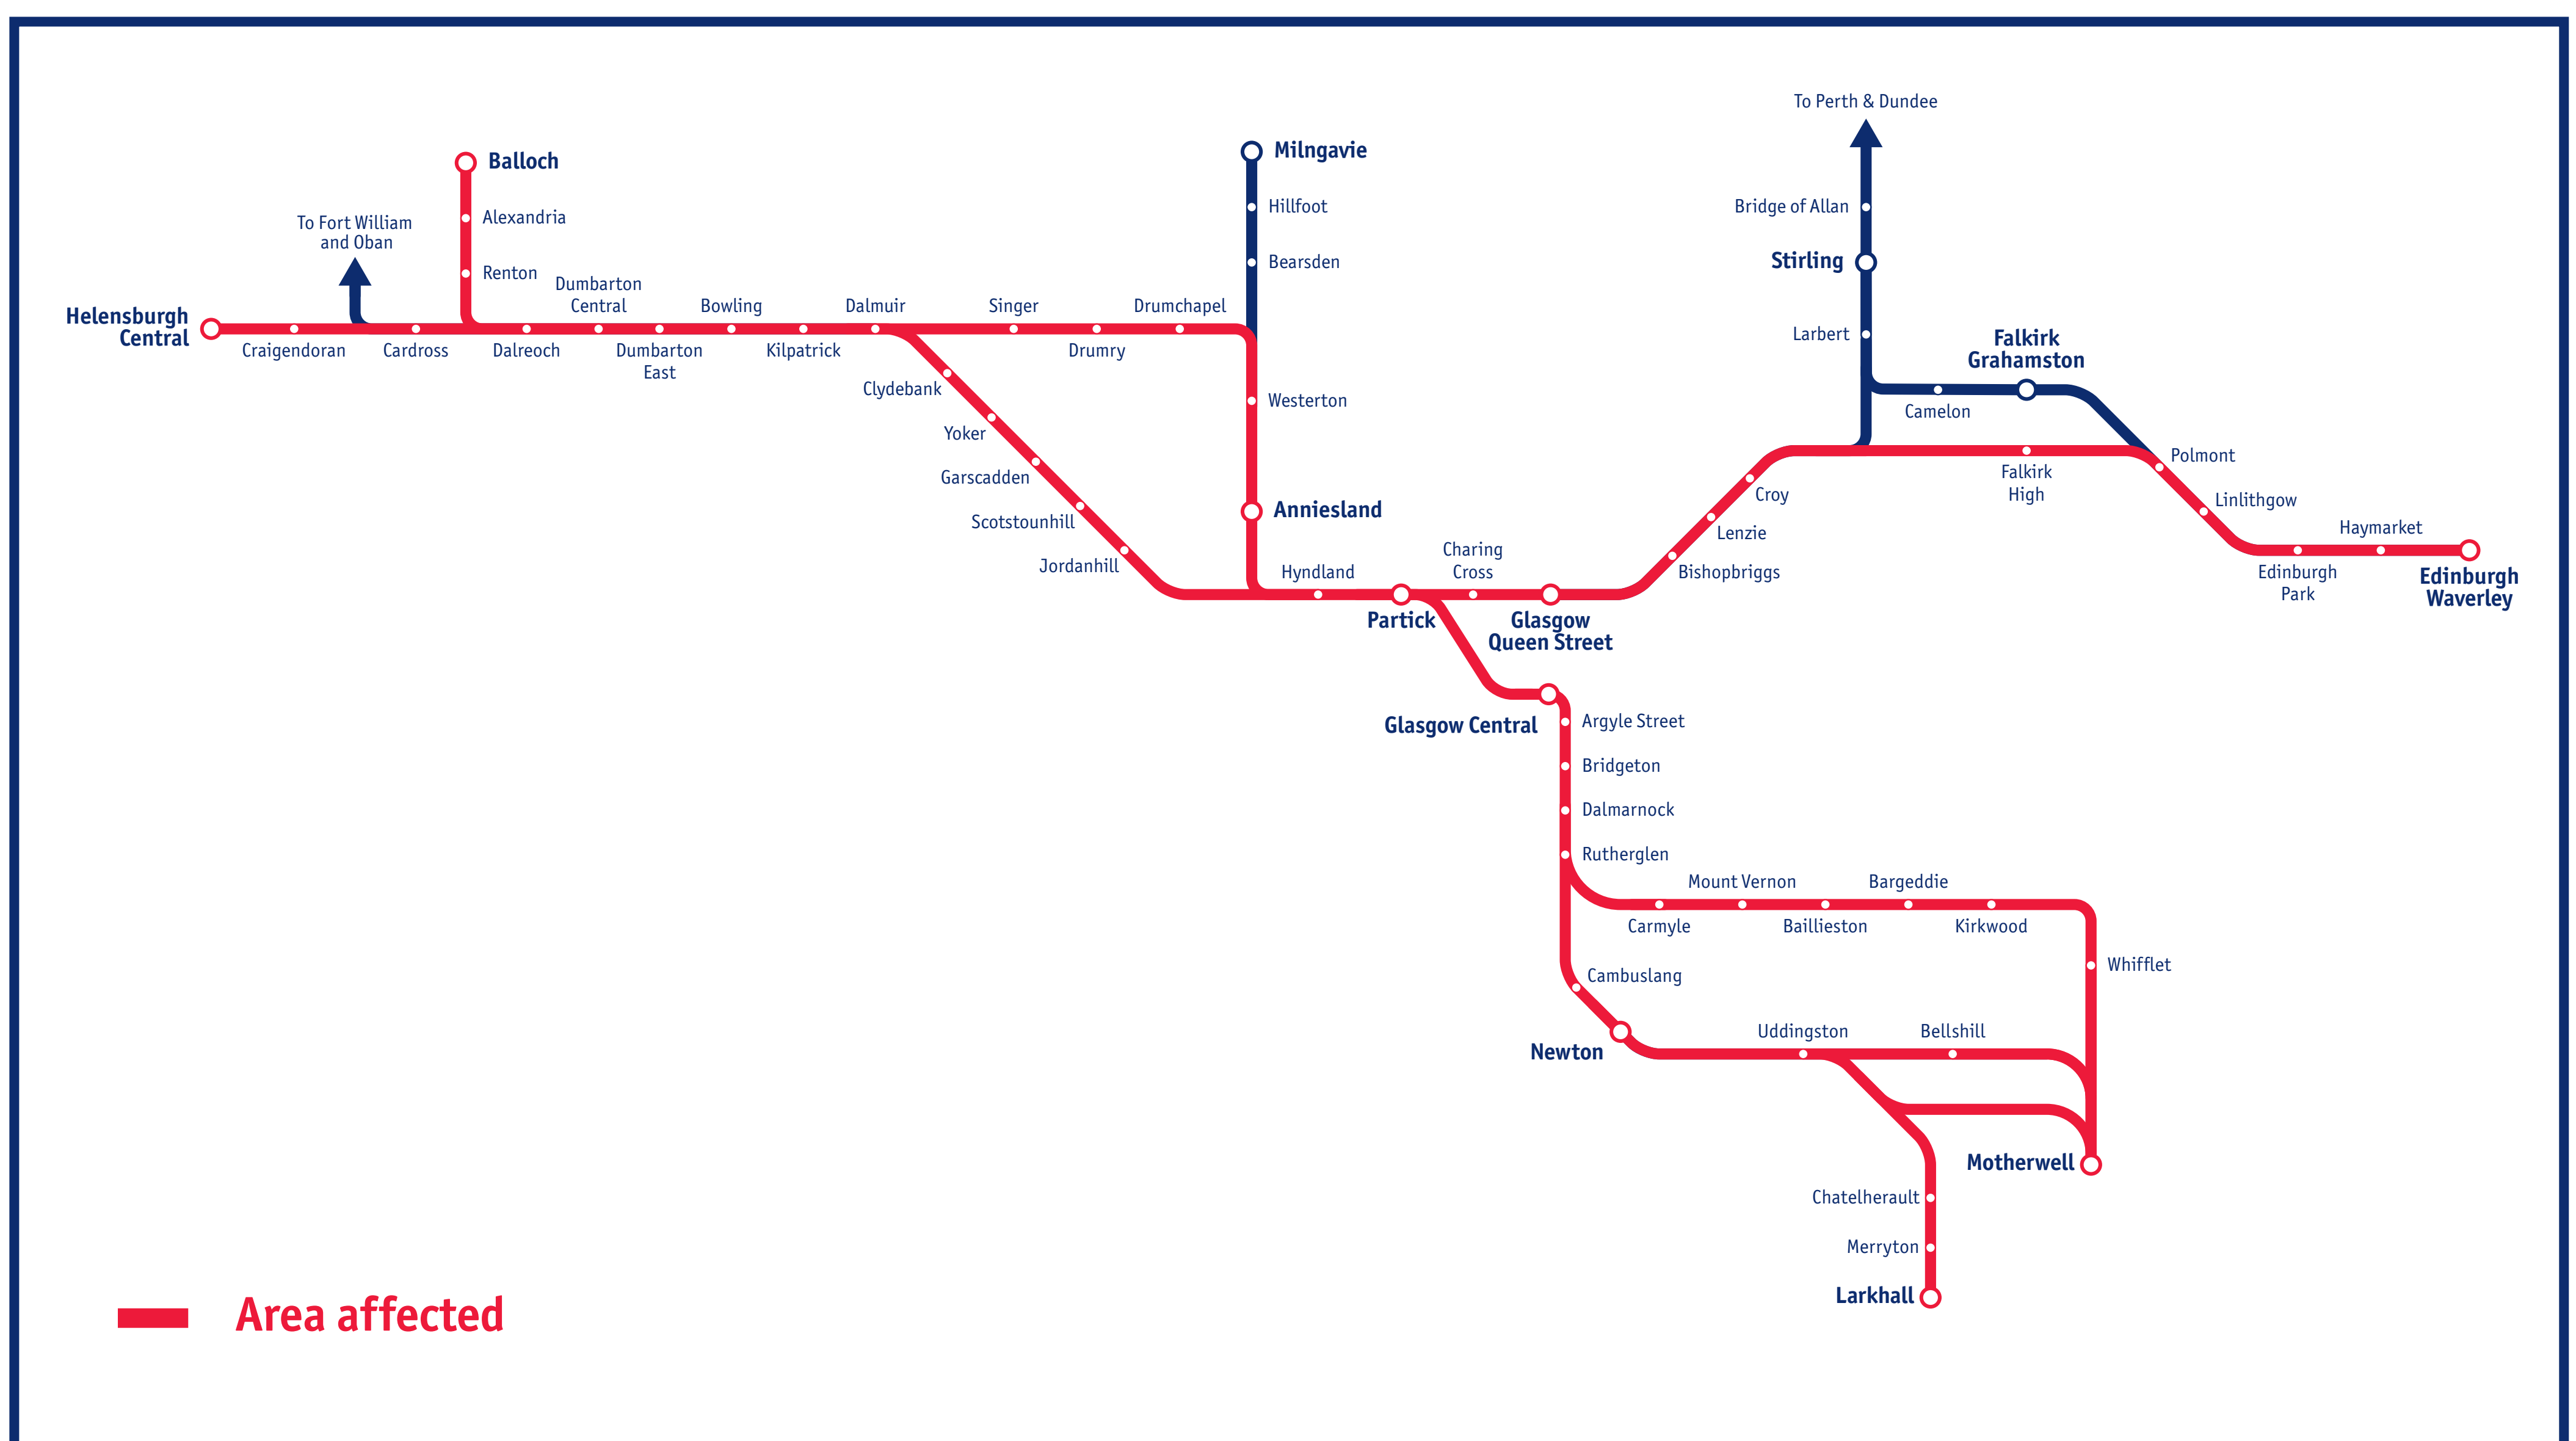 To Perth & Dundee
Balloch
Milngavie
Alexandria
Hillfoot
Bridge of Allan
To Fort William
and Oban
Renton
Bearsden
Stirling
Dumbarton
Central
Helensburgh
Central
Bowling
Dalmuir
Singer
Drumchapel
Larbert
Falkirk
Grahamston
Craigendoran
Cardross
Dalreoch
Dumbarton
East
Kilpatrick
Drumry
Clydebank
Westerton
Camelon
Yoker
Polmont
Garscadden
Falkirk
High
Croy
Linlithgow
Scotstounhill
Anniesland
Lenzie
Haymarket
Jordanhill
Hyndland
Charing
Cross
Bishopbriggs
Edinburgh
Park
Edinburgh
Waverley
Partick
Glasgow
Queen Street
Glasgow Central
Argyle Street
Bridgeton
Dalmarnock
Rutherglen
Mount Vernon
Bargeddie
Carmyle
Baillieston
Kirkwood
Whifflet
Cambuslang
Newton
Uddingston
Bellshill
Motherwell
Chatelherault
Merryton
Larkhall
Area affected